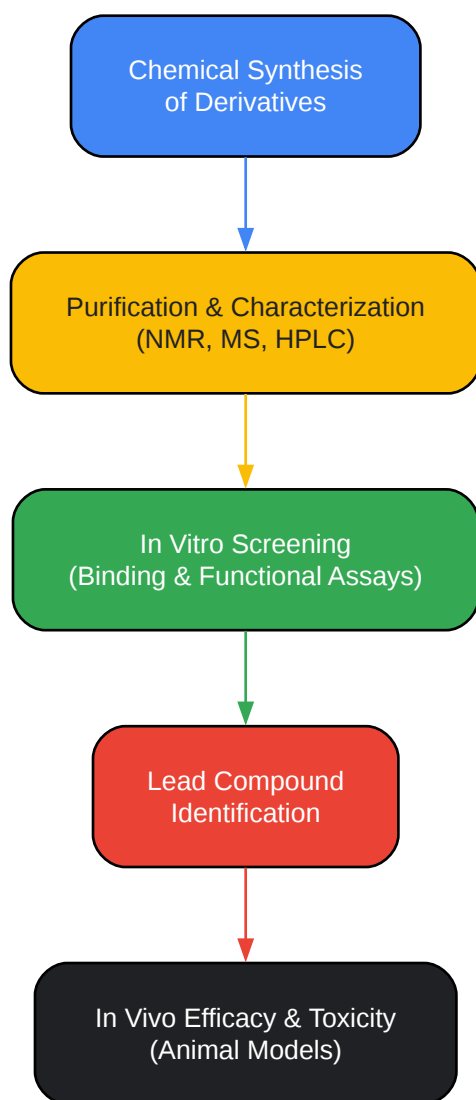 Chemical Synthesis
of Derivatives
Purification & Characterization
(NMR, MS, HPLC)
In Vitro Screening
(Binding & Functional Assays)
Lead Compound
Identification
In Vivo Efficacy & Toxicity
(Animal Models)